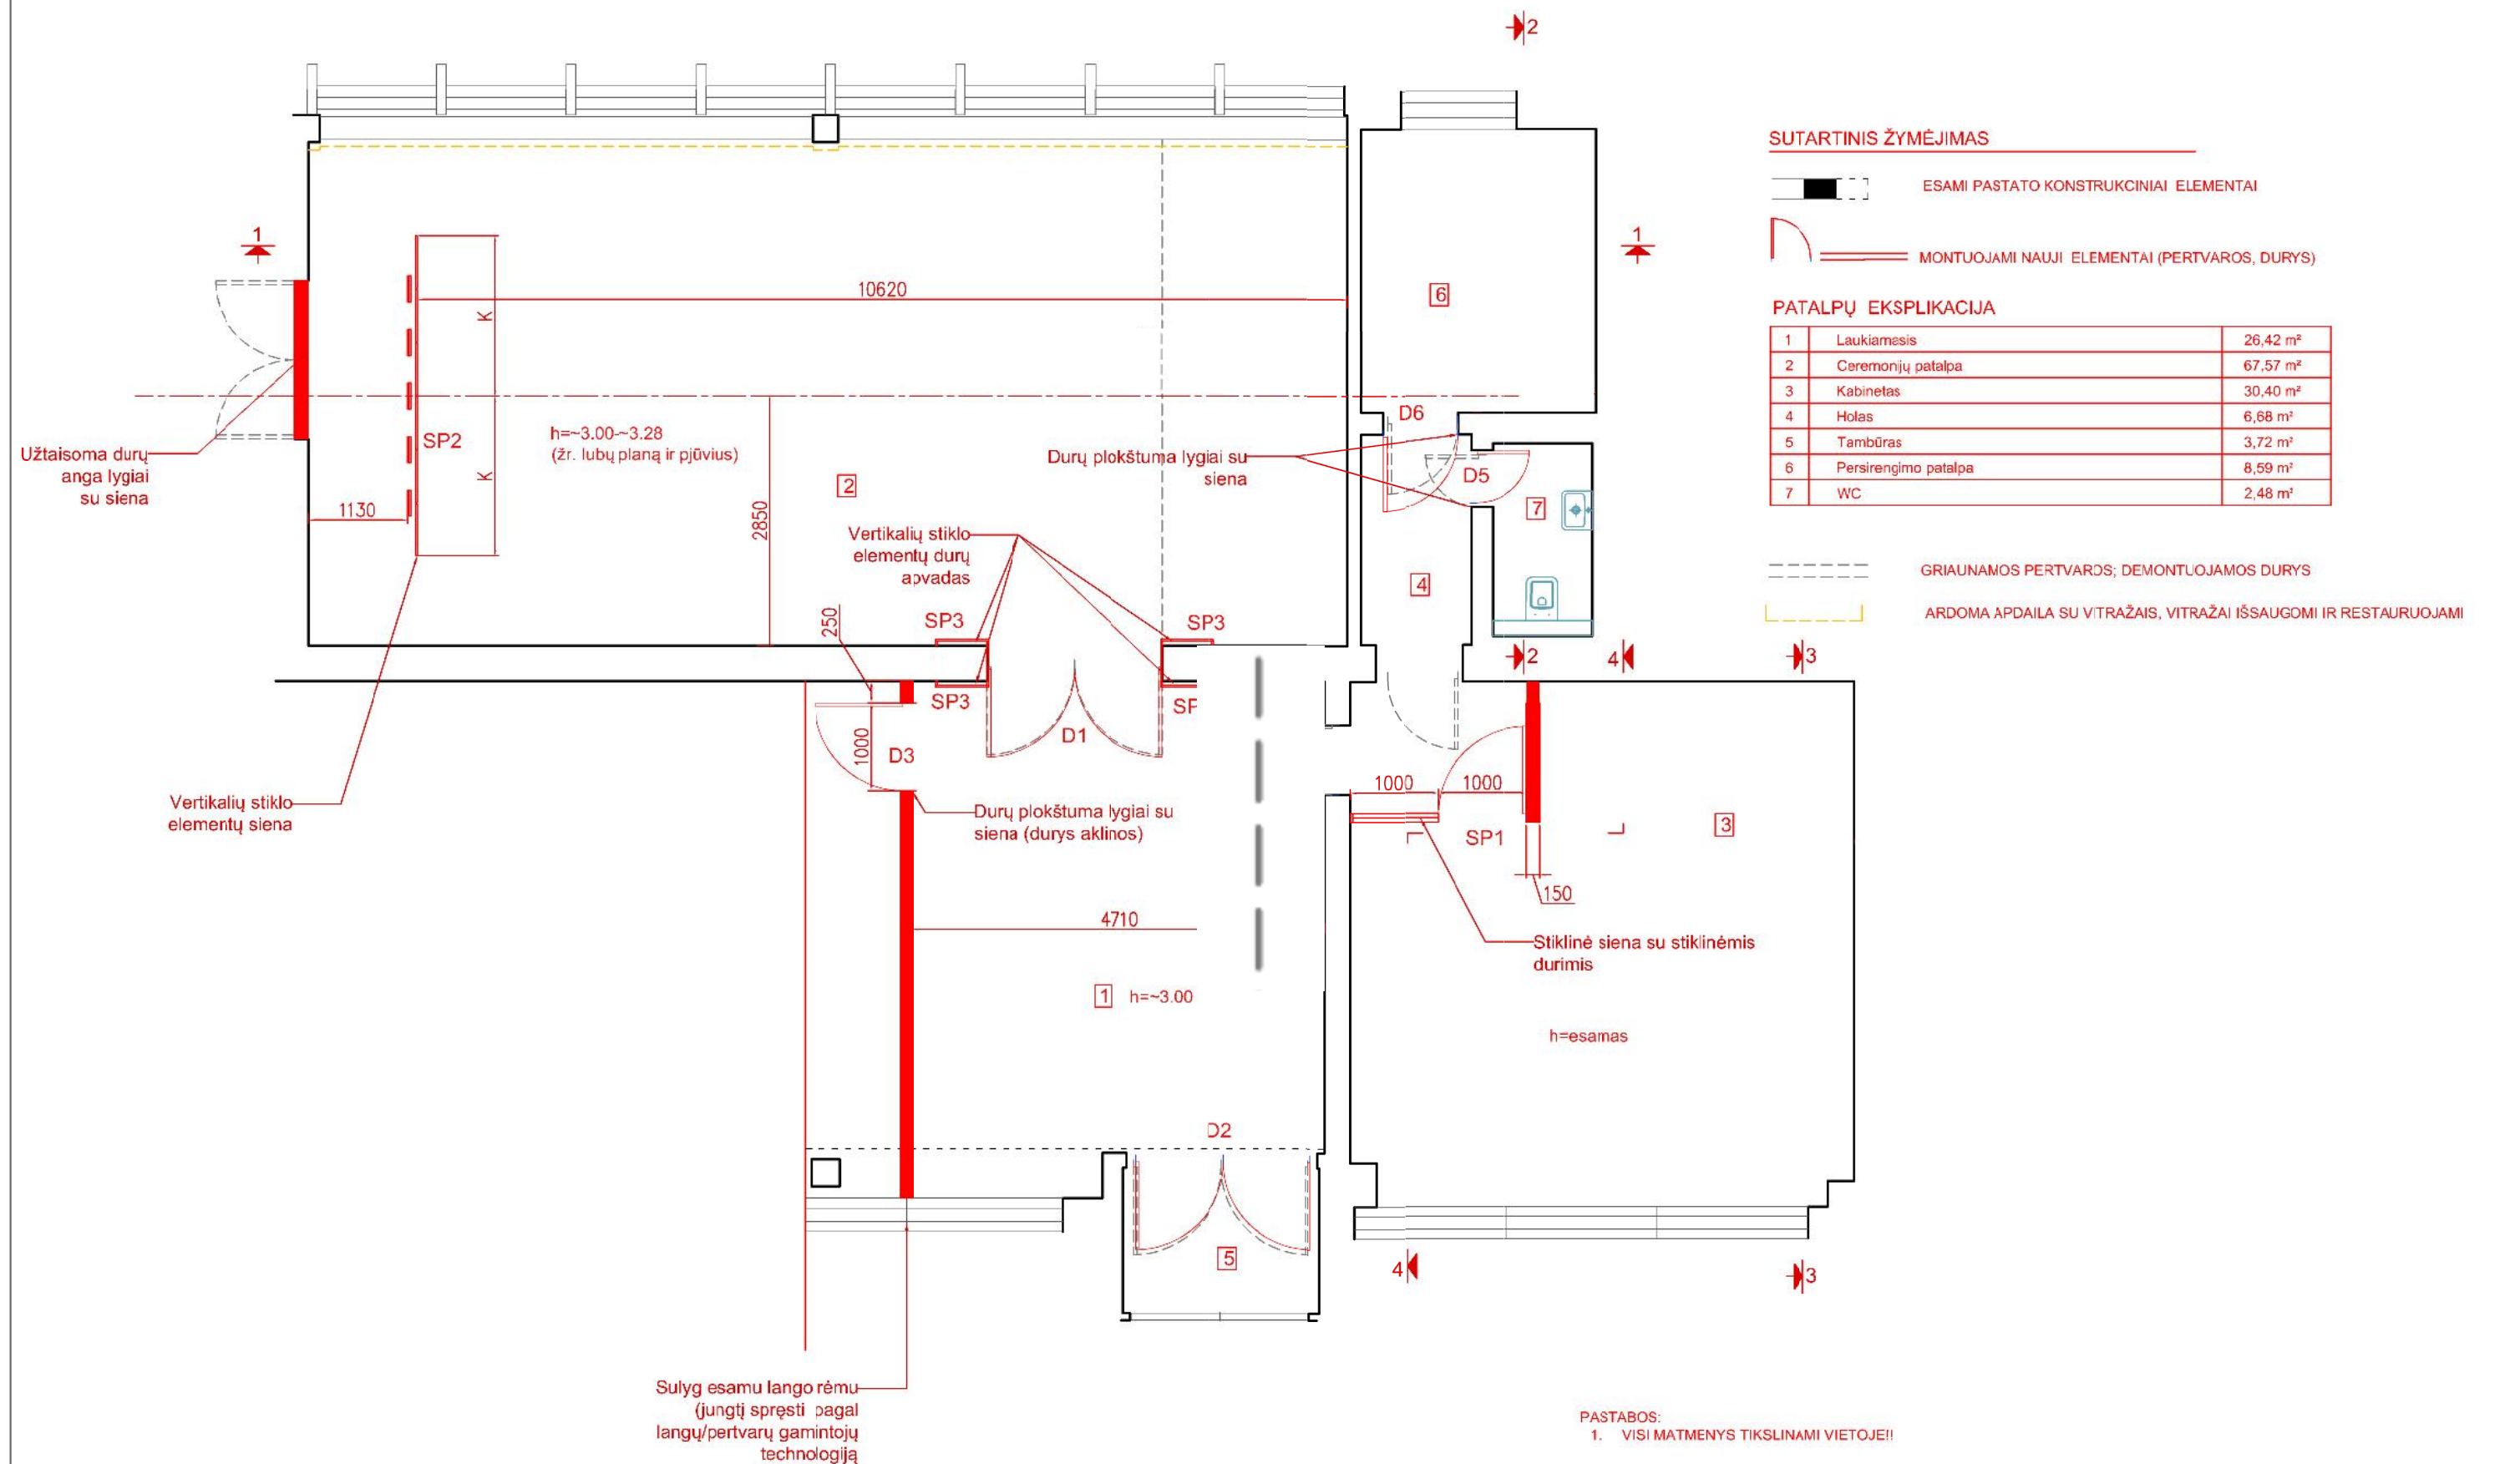 2
SUTARTINIS ŽYMĖJIMAS
ESAMI PASTATO KONSTRUKCINIAI ELEMENTAI
MONTUOJAMI NAUJI ELEMENTAI (PERTVAROS, DURYS)
PATALPŲ EKSPLIKACIJA
1 Laukiamasis 26,42 m²
2 Ceremonijų patalpa 67,57 m²
3 Kabinetas 30,40 m²
4 Holas 6,68 m²
5 Tambūras 3,72 m²
6 Persirengimo patalpa 8,59 m²
7 WC 2,48 m²
GRIAUNAMOS PERTVAROS; DEMONTUOJAMOS DURYS
ARDOMA APDAILA SU VITRAŽAIS, VITRAŽAI IŠSAUGOMI IR RESTAURUOJAMI
1
1
10620
K
K
6
Užtaisoma durų
anga lygiai
su siena
SP2
h=~3.00-~3.28
(žr. lubų planą ir pjūvius)
2
1130
2850
D6
Durų plokštuma lygiai su
siena
D5
7
Vertikalių stiklo
elementų durų
apvadas
4
250
SP3
SP3
2
4
3
SP3
SP
D1
1000
D3
Vertikalių stiklo
elementų siena
Durų plokštuma lygiai su
siena (durys aklinos)
1000
1000
SP1
3
150
4710
Stiklinė siena su stiklinėmis
durimis
1
h=~3.00
h=esamas
D2
5
4
3
Sulyg esamu lango rėmu
(jungtį spręsti pagal
langų/pertvarų gamintojų
technologiją
PASTABOS:
1. VISI MATMENYS TIKSLINAMI VIETOJE!!